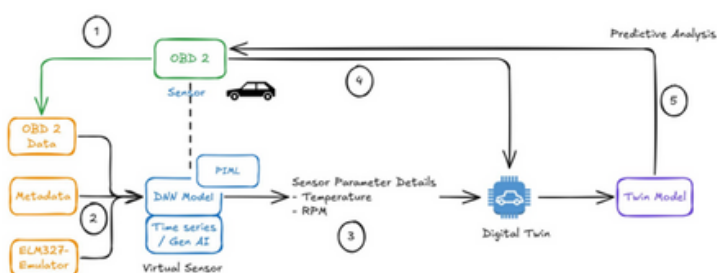 1
Predictive Analysis
OBD 2
4
Sensor
5
OBD 2
Data
PIML
Metadata
DNN Model
Sensor Parameter Details
- Temperature
- RPM
Twin Model
2
Time series
/ Gen AI
3
Digital Twin
ELM327-
Emulator
Virtual Sensor